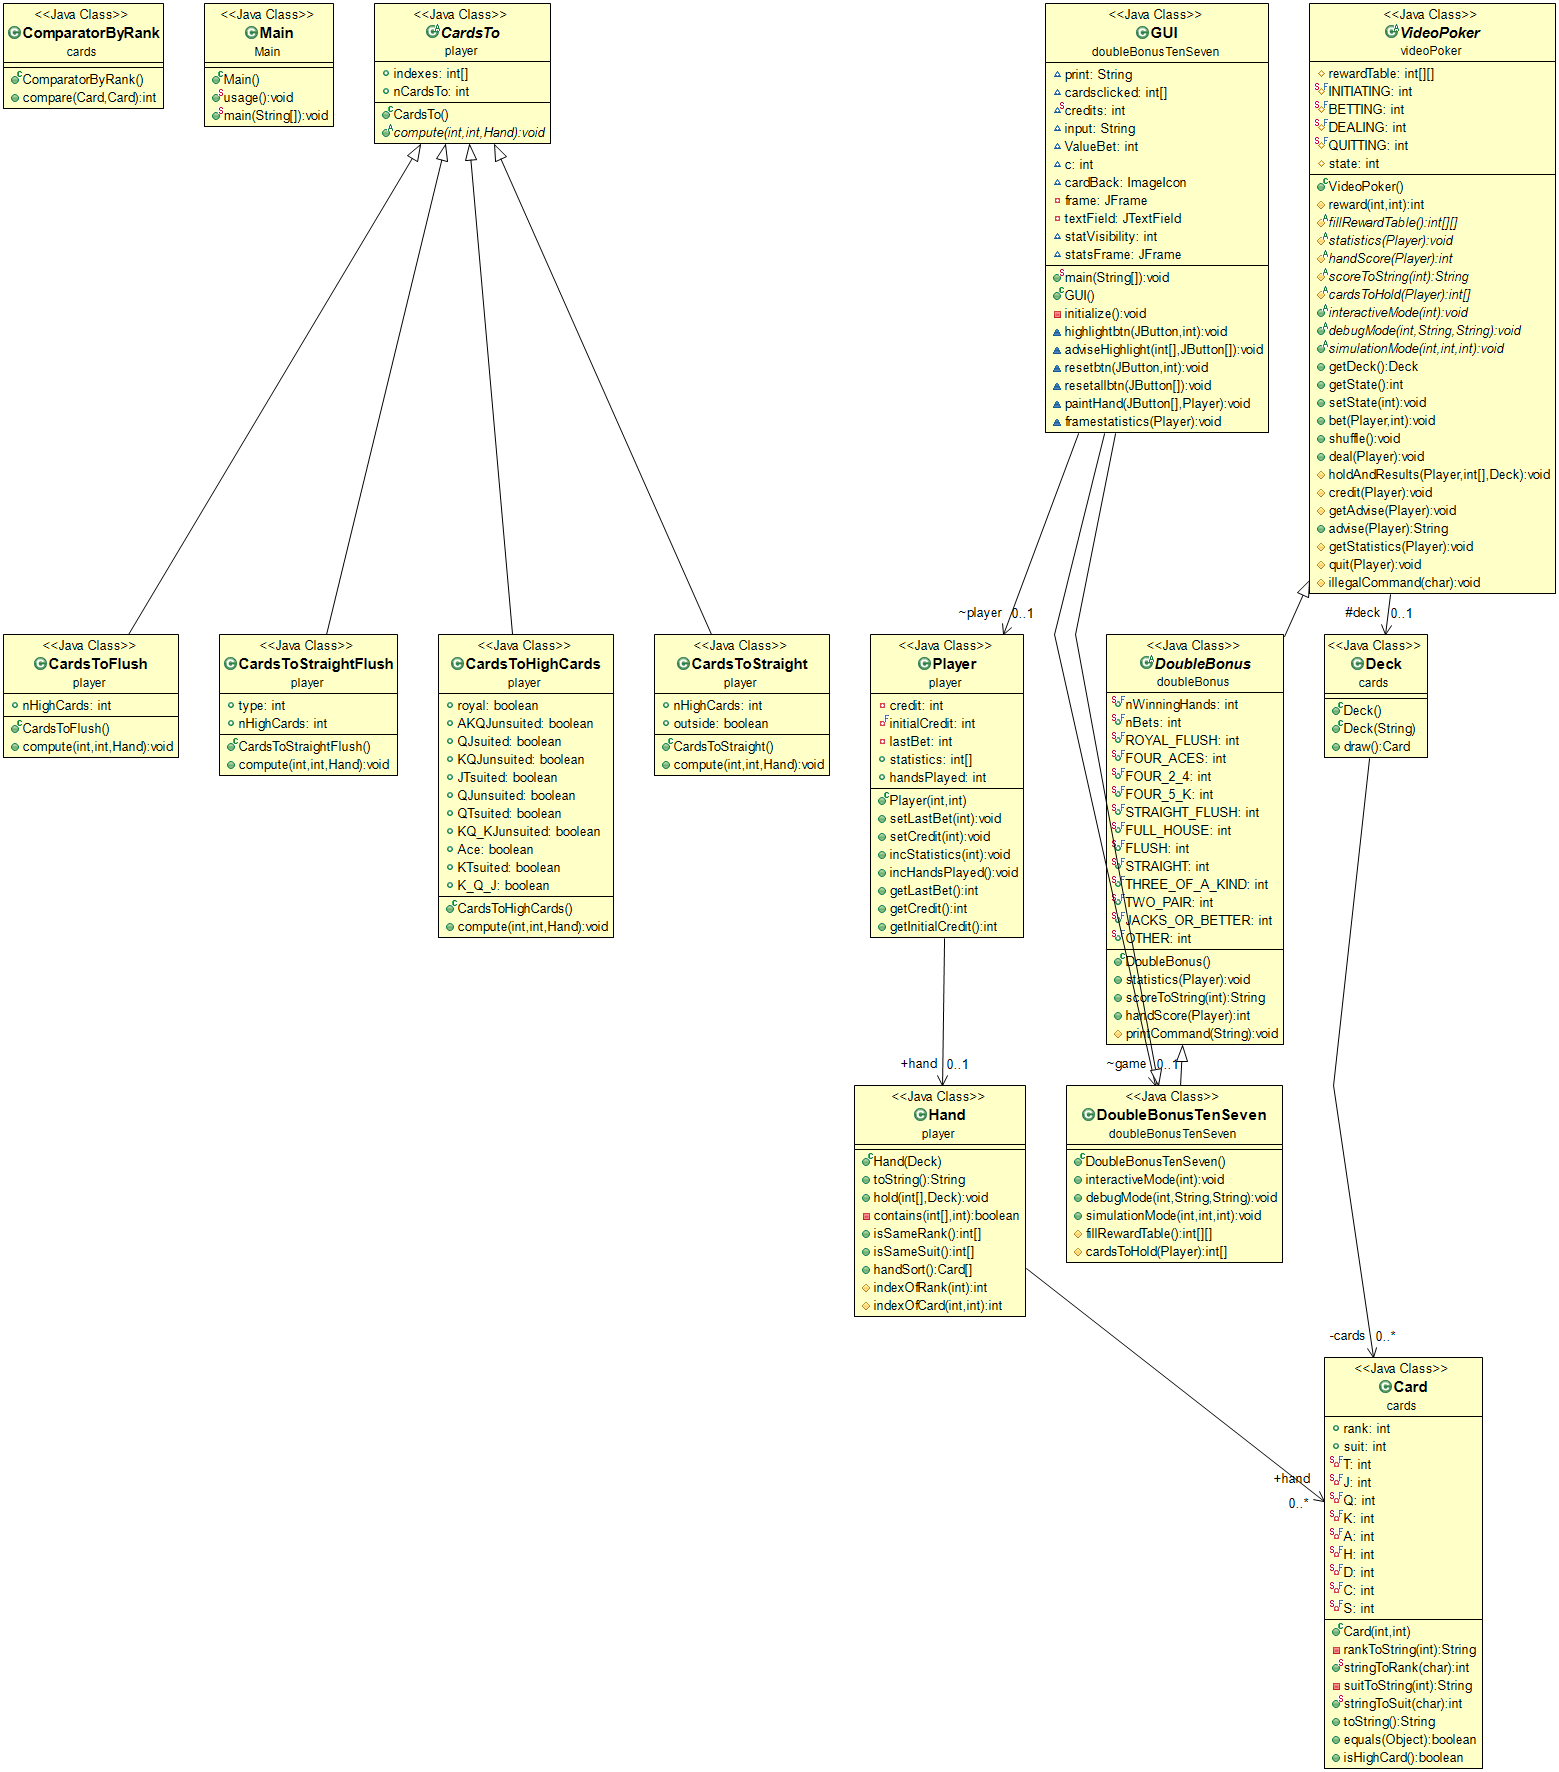 <<Java Class>>
ComparatorByRank
cards
ComparatorByRank()
compare(Card,Card):int
<<Java Class>>
Main
Main
Main()
usage():void
main(String[]):void
<<Java Class>>
CardsTo
player
indexes: int[]
nCardsTo: int
CardsTo()
compute(int,int,Hand):void
<<Java Class>>
GUI
doubleBonusTenSeven
print: String
cardsclicked: int[]
credits: int
input: String
ValueBet: int
c: int
cardBack: ImageIcon
frame: JFrame
textField: JTextField
statVisibility: int
statsFrame: JFrame
main(String[]):void
GUI()
initialize():void
highlightbtn(JButton,int):void
adviseHighlight(int[],JButton[]):void
resetbtn(JButton,int):void
resetallbtn(JButton[]):void
paintHand(JButton[],Player):void
framestatistics(Player):void
<<Java Class>>
VideoPoker
videoPoker
rewardTable: int[][]
INITIATING: int
BETTING: int
DEALING: int
QUITTING: int
state: int
VideoPoker()
reward(int,int):int
fillRewardTable():int[][]
statistics(Player):void
handScore(Player):int
scoreToString(int):String
cardsToHold(Player):int[]
interactiveMode(int):void
debugMode(int,String,String):void
simulationMode(int,int,int):void
getDeck():Deck
getState():int
setState(int):void
bet(Player,int):void
shuffle():void
deal(Player):void
holdAndResults(Player,int[],Deck):void
credit(Player):void
getAdvise(Player):void
advise(Player):String
getStatistics(Player):void
quit(Player):void
illegalCommand(char):void
~player 0..1
#deck 0..1
<<Java Class>>
CardsToFlush
player
nHighCards: int
CardsToFlush()
compute(int,int,Hand):void
<<Java Class>>
CardsToStraightFlush
player
type: int
nHighCards: int
CardsToStraightFlush()
compute(int,int,Hand):void
<<Java Class>>
CardsToHighCards
player
royal: boolean
AKQJunsuited: boolean
QJsuited: boolean
KQJunsuited: boolean
JTsuited: boolean
QJunsuited: boolean
QTsuited: boolean
KQ_KJunsuited: boolean
Ace: boolean
KTsuited: boolean
K_Q_J: boolean
CardsToHighCards()
compute(int,int,Hand):void
<<Java Class>>
CardsToStraight
player
nHighCards: int
outside: boolean
CardsToStraight()
compute(int,int,Hand):void
<<Java Class>>
Player
player
credit: int
initialCredit: int
lastBet: int
statistics: int[]
handsPlayed: int
Player(int,int)
setLastBet(int):void
setCredit(int):void
incStatistics(int):void
incHandsPlayed():void
getLastBet():int
getCredit():int
getInitialCredit():int
<<Java Class>>
DoubleBonus
doubleBonus
nWinningHands: int
nBets: int
ROYAL_FLUSH: int
FOUR_ACES: int
FOUR_2_4: int
FOUR_5_K: int
STRAIGHT_FLUSH: int
FULL_HOUSE: int
FLUSH: int
STRAIGHT: int
THREE_OF_A_KIND: int
TWO_PAIR: int
JACKS_OR_BETTER: int
OTHER: int
DoubleBonus()
statistics(Player):void
scoreToString(int):String
handScore(Player):int
printCommand(String):void
<<Java Class>>
Deck
cards
Deck()
Deck(String)
draw():Card
+hand 0..1
~game 0..1
<<Java Class>>
Hand
player
Hand(Deck)
toString():String
hold(int[],Deck):void
contains(int[],int):boolean
isSameRank():int[]
isSameSuit():int[]
handSort():Card[]
indexOfRank(int):int
indexOfCard(int,int):int
<<Java Class>>
DoubleBonusTenSeven
doubleBonusTenSeven
DoubleBonusTenSeven()
interactiveMode(int):void
debugMode(int,String,String):void
simulationMode(int,int,int):void
fillRewardTable():int[][]
cardsToHold(Player):int[]
-cards 0..*
+hand
0..*
<<Java Class>>
Card
cards
rank: int
suit: int
T: int
J: int
Q: int
K: int
A: int
H: int
D: int
C: int
S: int
Card(int,int)
rankToString(int):String
stringToRank(char):int
suitToString(int):String
stringToSuit(char):int
toString():String
equals(Object):boolean
isHighCard():boolean